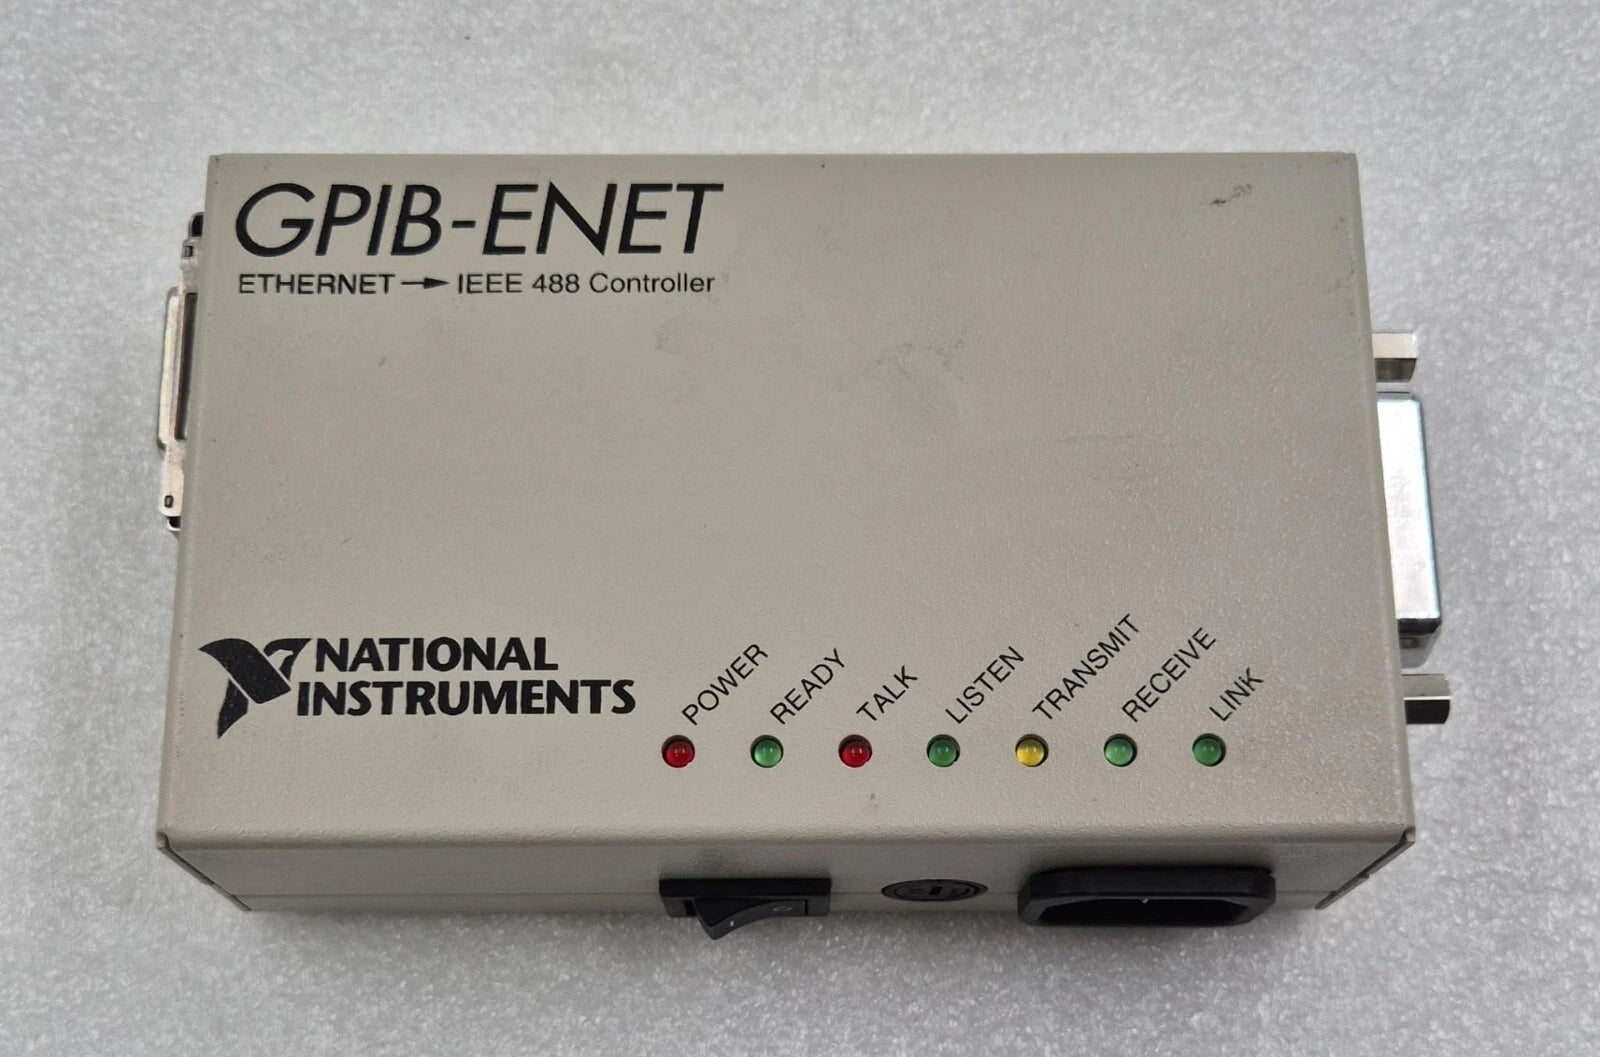 GPIB-ENET
ETHERNET → IEEE 488 Controller
NATIONAL
INSTRUMENTS
POWER
READY
TALK
LISTEN
TRANSMIT
RECEIVE
LINK